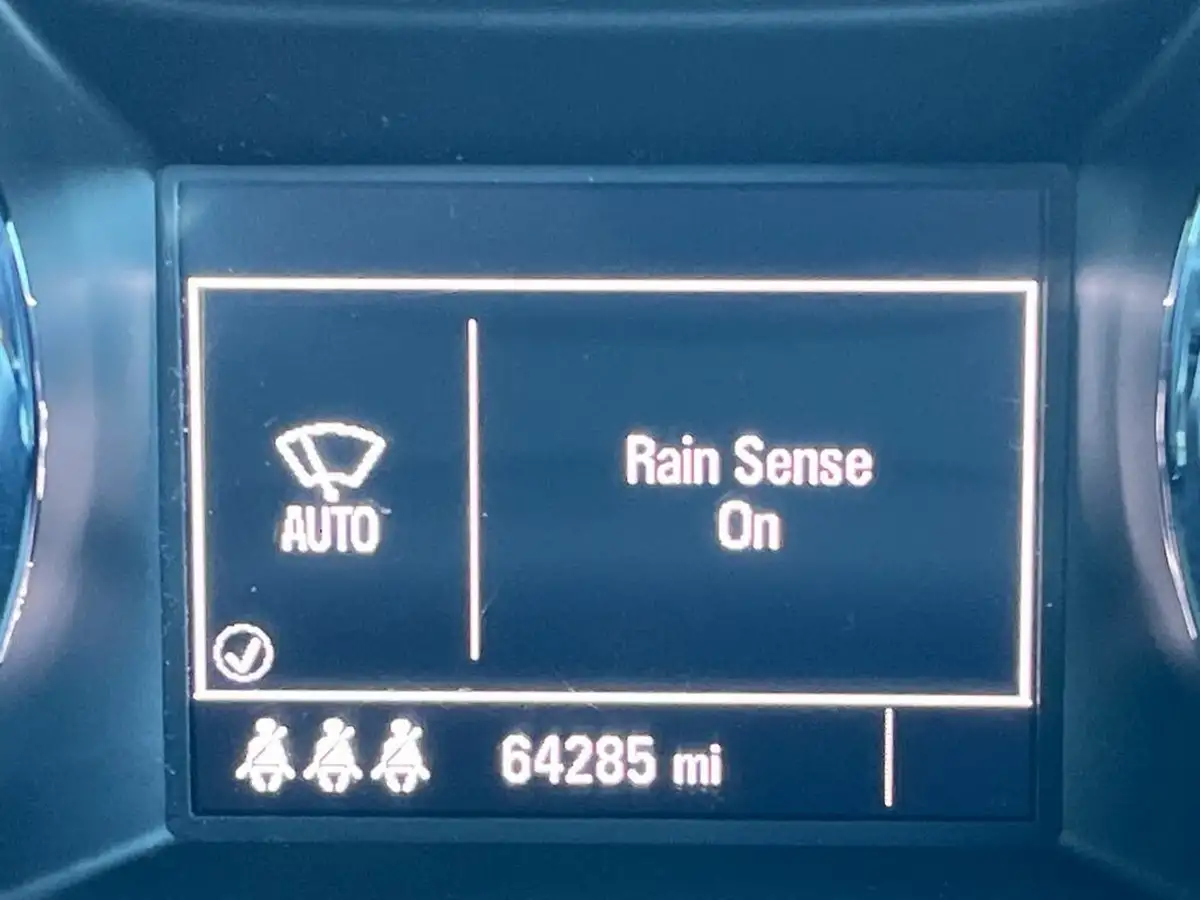 AUTO
Rain Sense
On
64285 mi